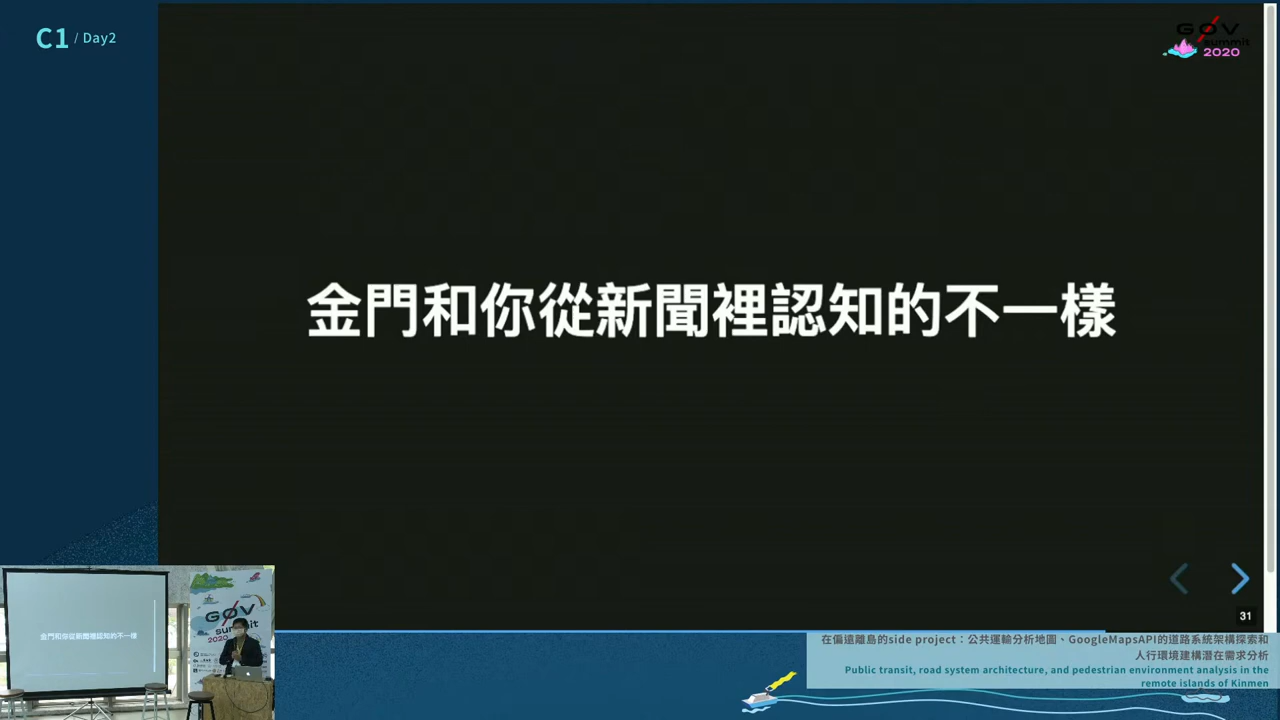 C1 / Day2
GØV
summit
2020
金門和你從新聞裡認知的不一樣
31
金門和你從新聞裡認知的不一樣
GØV
summit
2020
在偏遠離島的side project：公共運輸分析地圖、GoogleMapsAPI的道路系統架構探索和
人行環境建構潛在需求分析
Public transit, road system architecture, and pedestrian environment analysis in the
remote islands of Kinmen